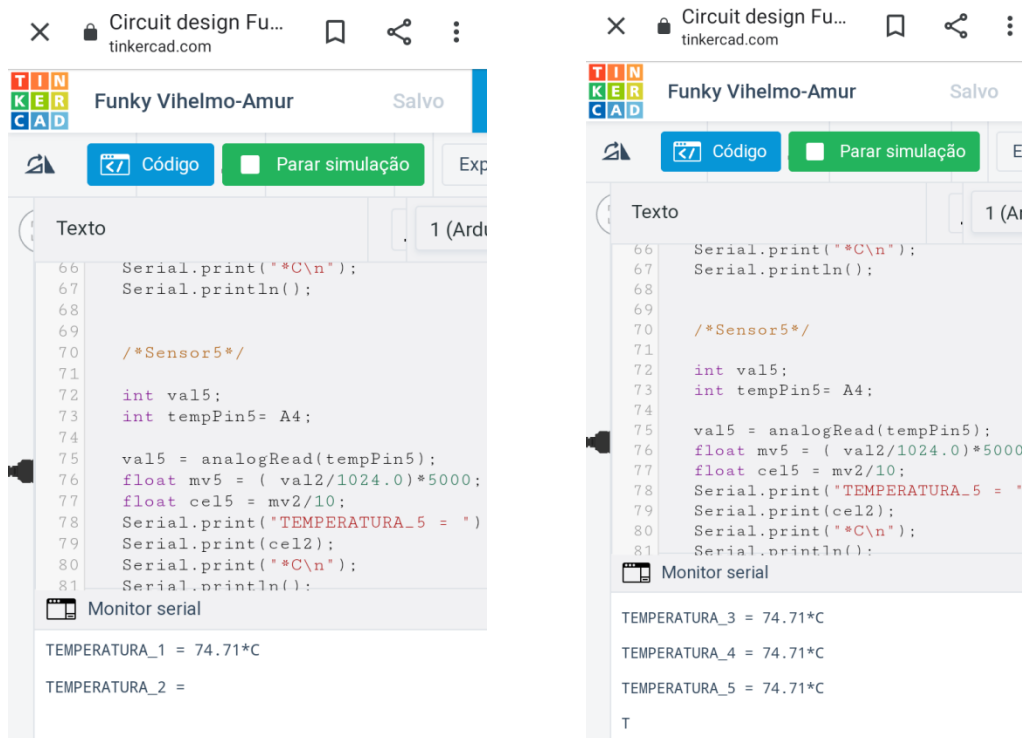 Circuit design Fu...
tinkercad.com
TIN
KER
CAD
Funky Vihelmo-Amur
Salvo
Código
Parar simulação
Exp
Texto
1 (Ardu
66 Serial.print("*C\n");
67 Serial.println();
68
69
70 /*Sensor5*/
71
72 int val5;
73 int tempPin5= A4;
74
75 val5 = analogRead(tempPin5);
76 float mv5 = ( val2/1024.0)*5000;
77 float cel5 = mv2/10;
78 Serial.print("TEMPERATURA_5 = ")
79 Serial.print(cel2);
80 Serial.print("*C\n");
81 Serial.println();
Monitor serial
TEMPERATURA_1 = 74.71*C
TEMPERATURA_2 =
Circuit design Fu...
tinkercad.com
TIN
KER
CAD
Funky Vihelmo-Amur
Salvo
Código
Parar simulação
E
Texto
1 (Ar
66 Serial.print("*C\n");
67 Serial.println();
68
69
70 /*Sensor5*/
71
72 int val5;
73 int tempPin5= A4;
74
75 val5 = analogRead(tempPin5);
76 float mv5 = ( val2/1024.0)*5000
77 float cel5 = mv2/10;
78 Serial.print("TEMPERATURA_5 = "
79 Serial.print(cel2);
80 Serial.print("*C\n");
81 Serial.println();
Monitor serial
TEMPERATURA_3 = 74.71*C
TEMPERATURA_4 = 74.71*C
TEMPERATURA_5 = 74.71*C
T